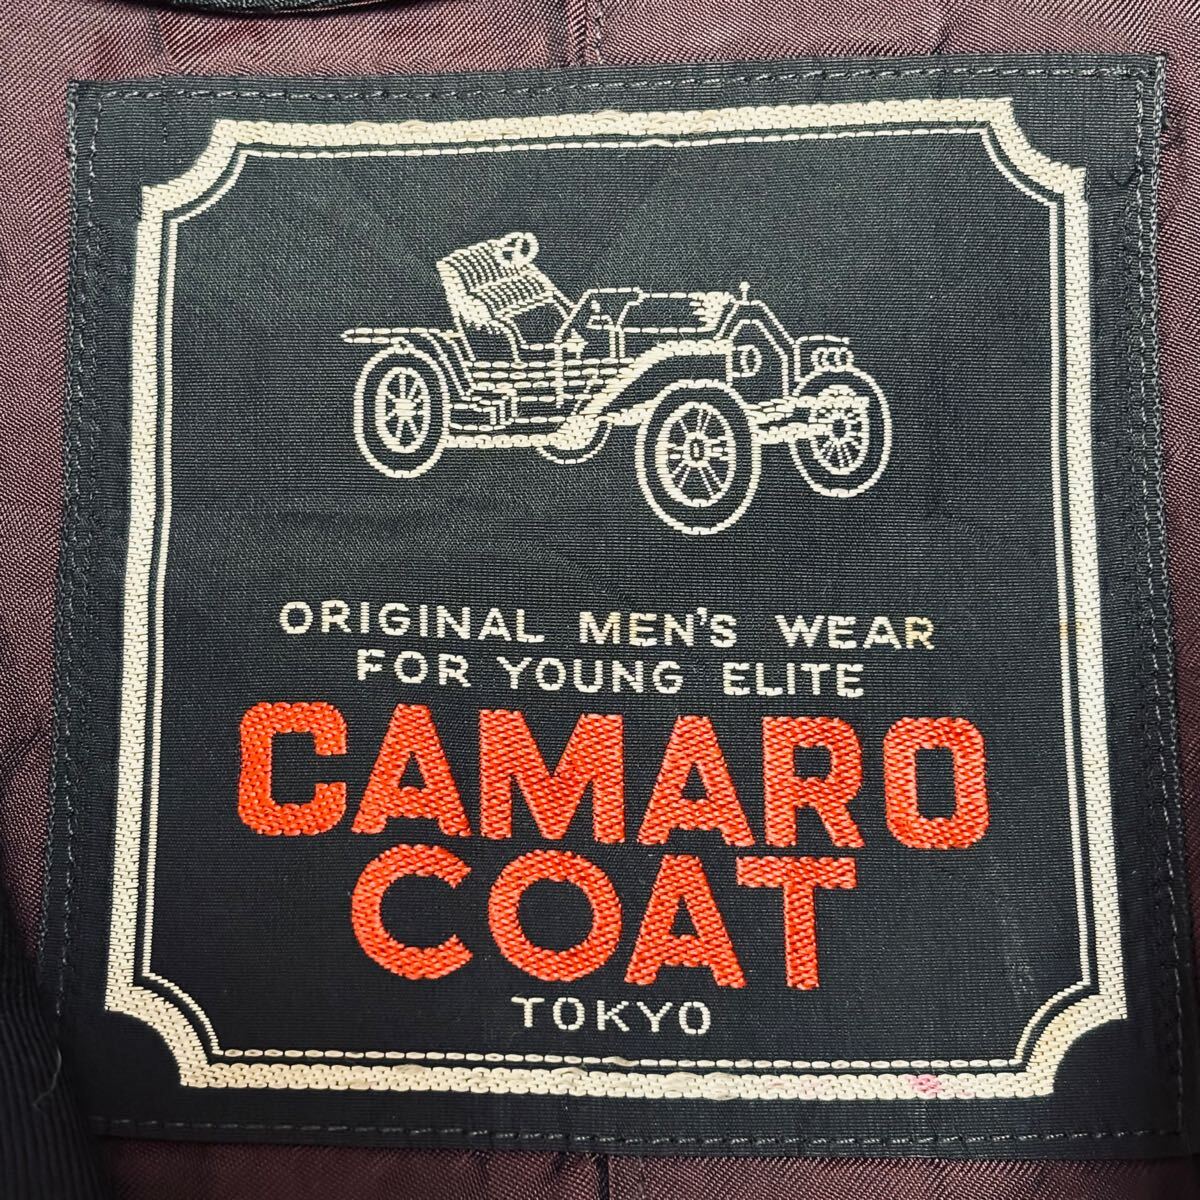 ORIGINAL MEN'S WEAR
FOR YOUNG ELITE
CAMARO
COAT
TOKYO